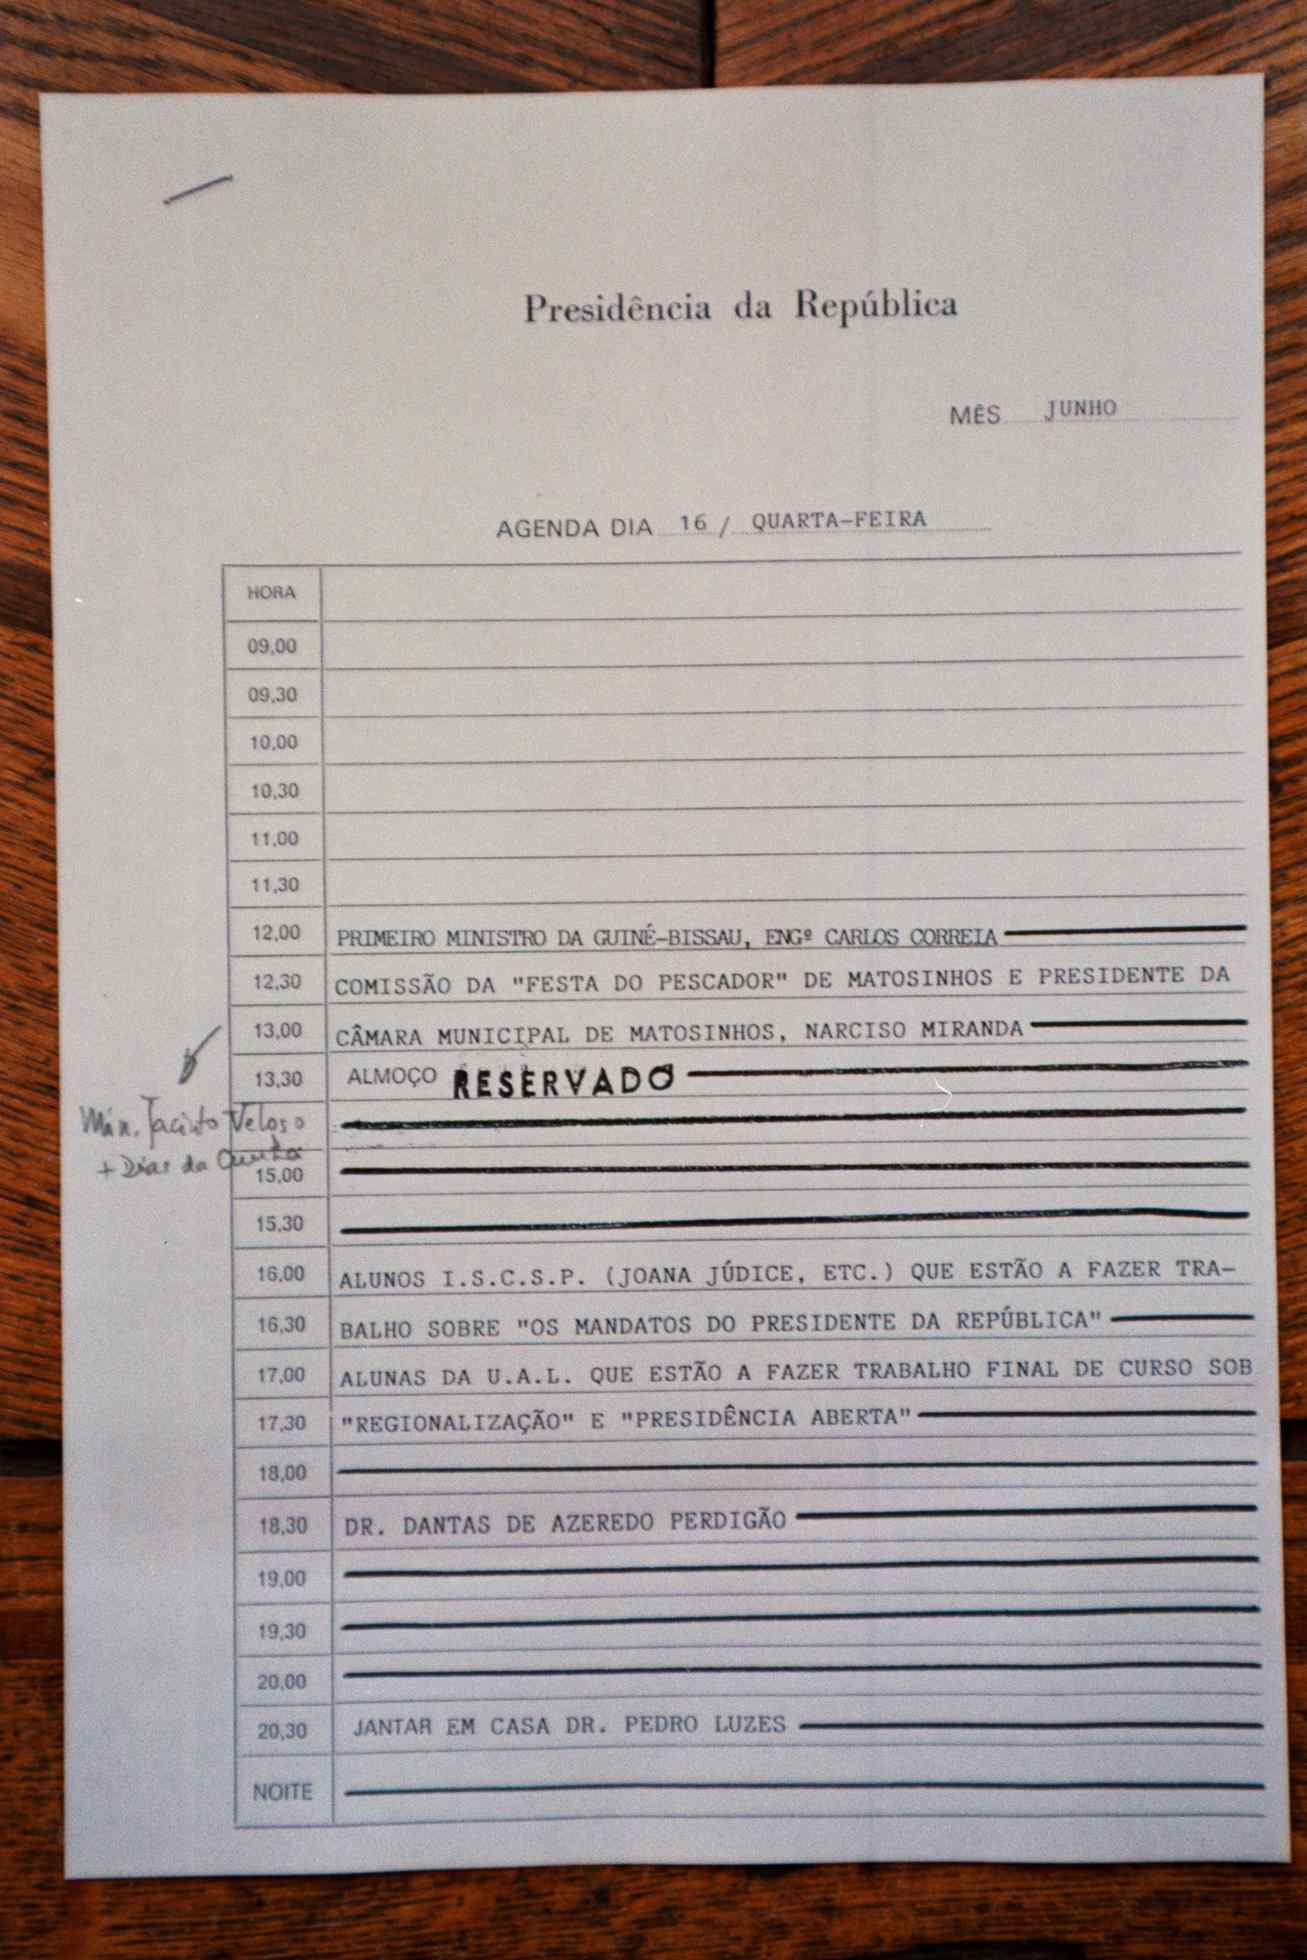 Presidência da República
MÊS JUNHO
AGENDA DIA 16 / QUARTA-FEIRA
HORA
09,00
09,30
10,00
10,30
11,00
11,30
12,00 PRIMEIRO MINISTRO DA GUINÉ-BISSAU, ENGº CARLOS CORREIA
12,30 COMISSÃO DA "FESTA DO PESCADOR" DE MATOSINHOS E PRESIDENTE DA
13,00 CÂMARA MUNICIPAL DE MATOSINHOS, NARCISO MIRANDA
13,30 ALMOÇO RESERVADO
Min. Jacinto Veloso
+ Dias da Cunha
15,00
15,30
16,00 ALUNOS I.S.C.S.P. (JOANA JÚDICE, ETC.) QUE ESTÃO A FAZER TRA-
16,30 BALHO SOBRE "OS MANDATOS DO PRESIDENTE DA REPÚBLICA"
17,00 ALUNAS DA U.A.L. QUE ESTÃO A FAZER TRABALHO FINAL DE CURSO SOB
17,30 "REGIONALIZAÇÃO" E "PRESIDÊNCIA ABERTA"
18,00
18,30 DR. DANTAS DE AZEREDO PERDIGÃO
19,00
19,30
20,00
20,30 JANTAR EM CASA DR. PEDRO LUZES
NOITE